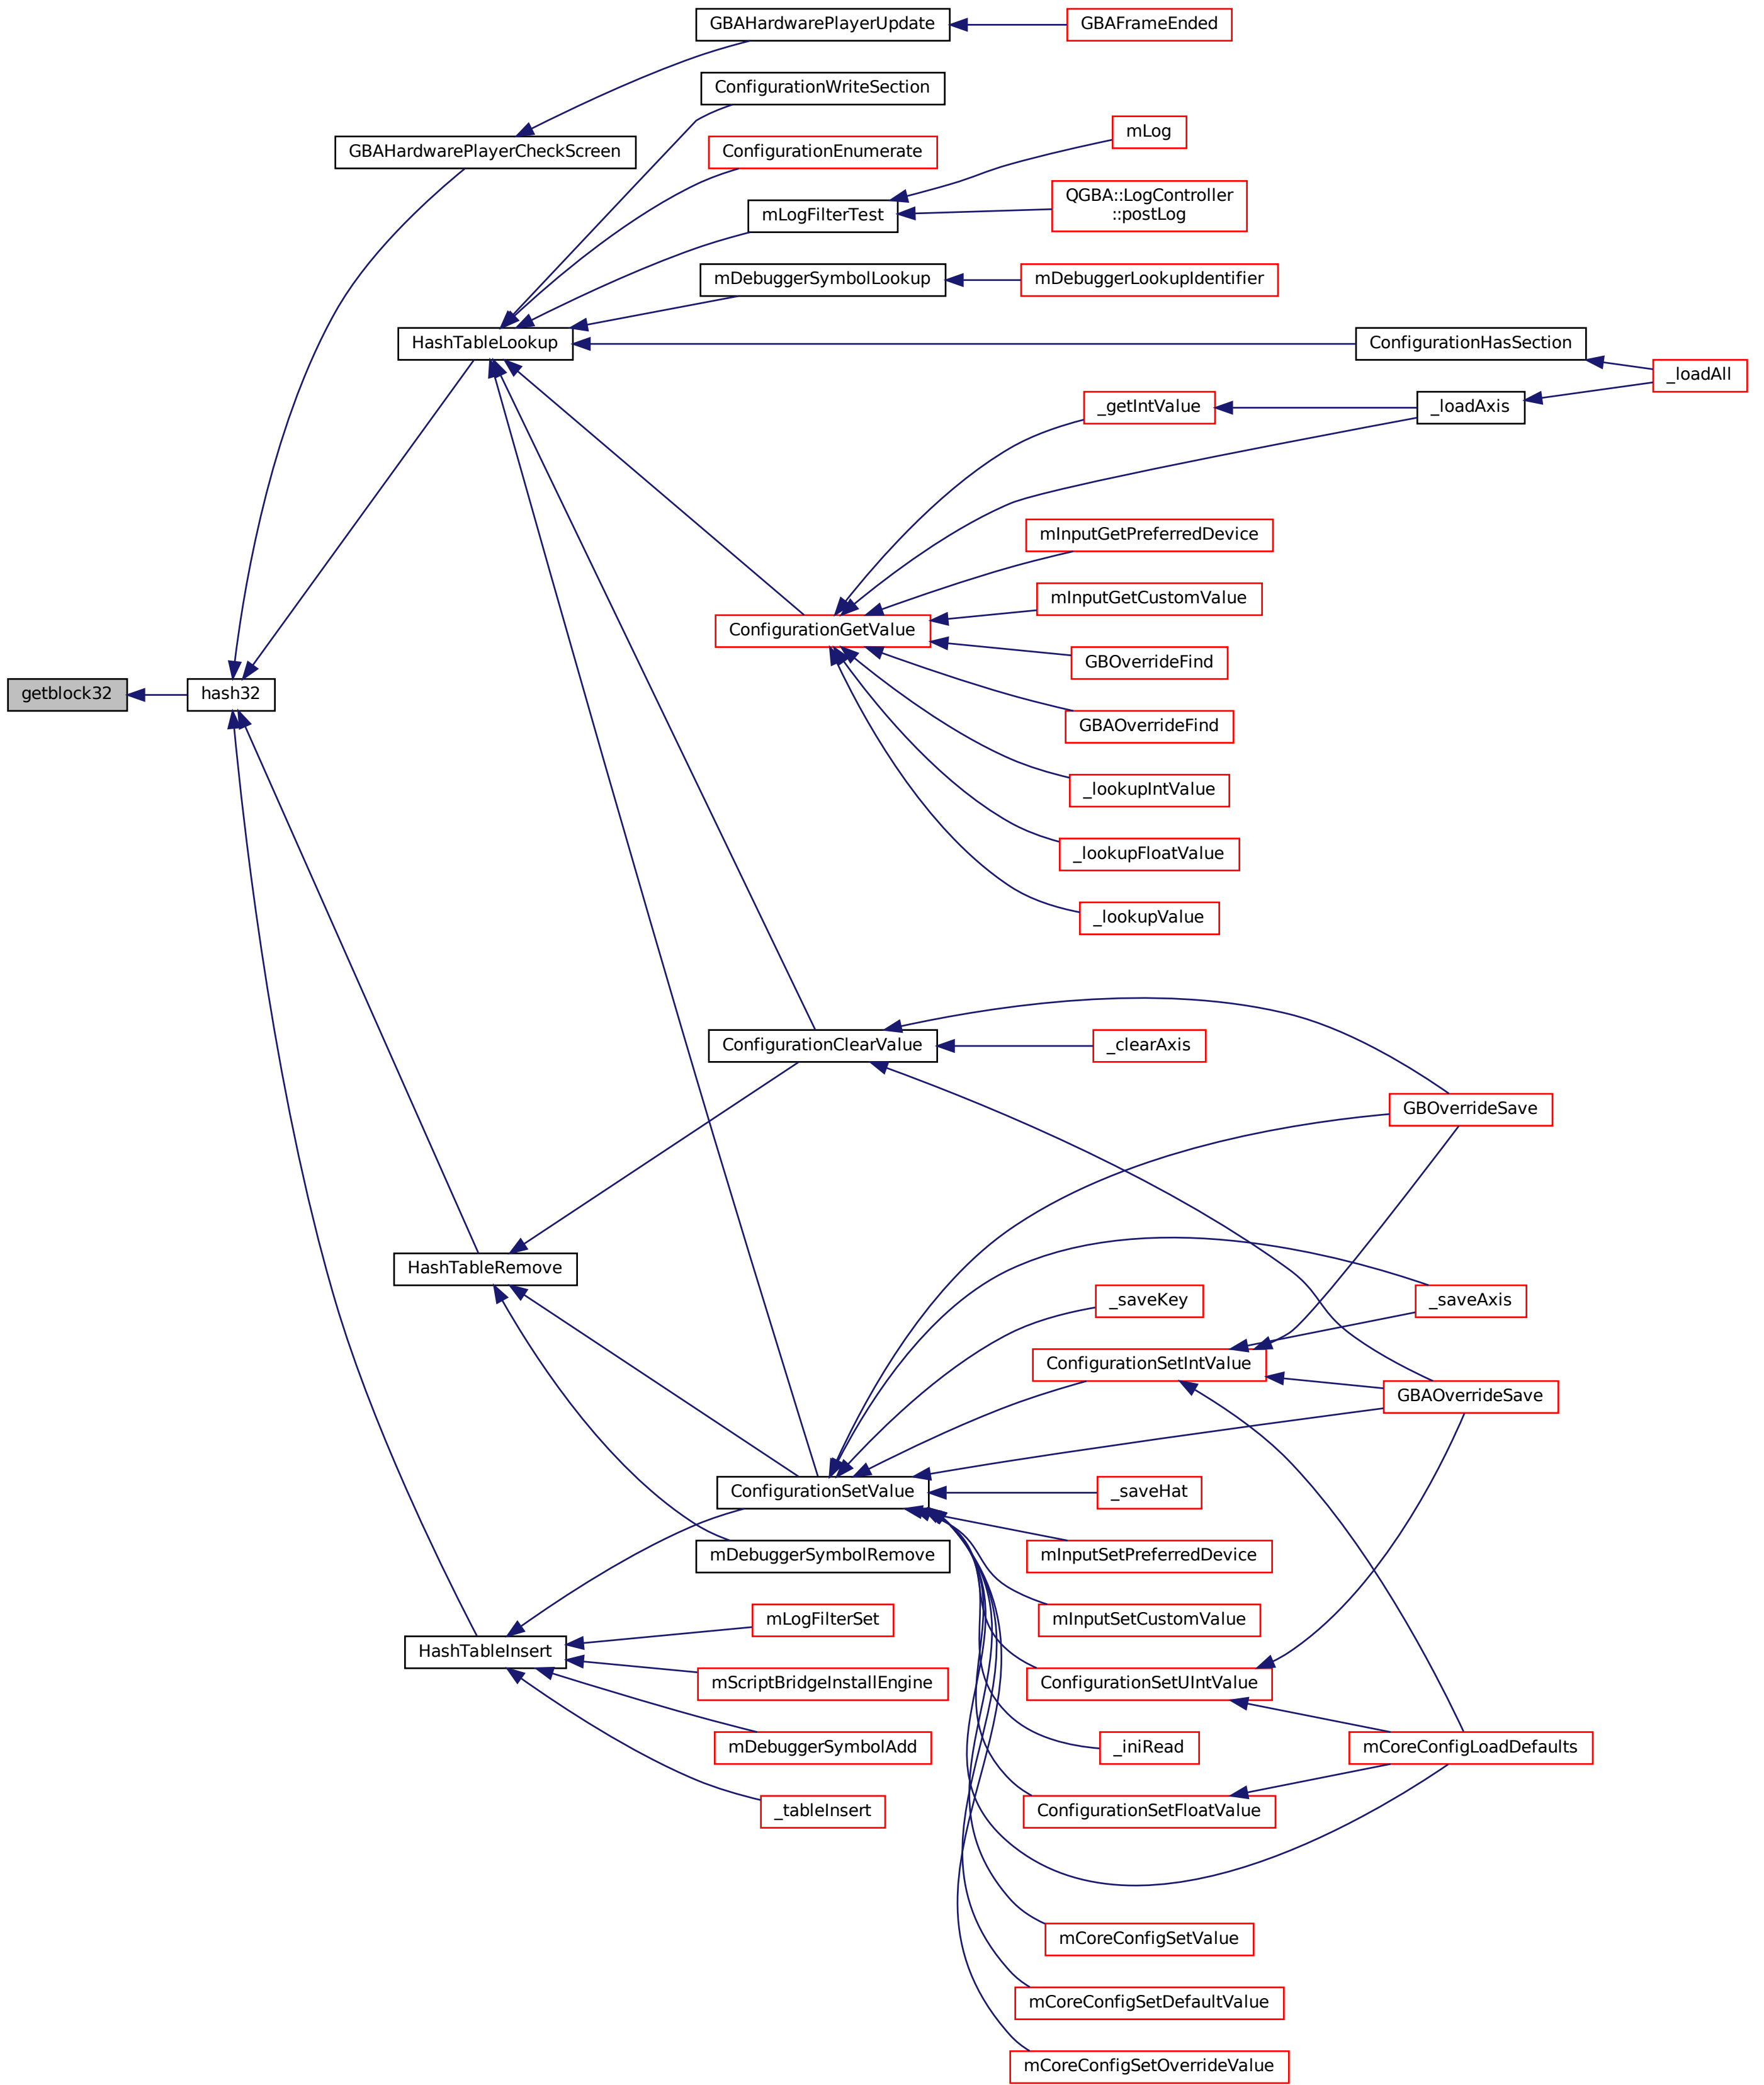 GBAHardwarePlayerUpdate
GBAFrameEnded
ConfigurationWriteSection
mLog
GBAHardwarePlayerCheckScreen
ConfigurationEnumerate
QGBA::LogController
::postLog
mLogFilterTest
mDebuggerSymbolLookup
mDebuggerLookupIdentifier
HashTableLookup
ConfigurationHasSection
_loadAll
_getIntValue
_loadAxis
mInputGetPreferredDevice
mInputGetCustomValue
ConfigurationGetValue
GBOverrideFind
getblock32
hash32
GBAOverrideFind
_lookupIntValue
_lookupFloatValue
_lookupValue
ConfigurationClearValue
_clearAxis
GBOverrideSave
HashTableRemove
_saveKey
_saveAxis
ConfigurationSetIntValue
GBAOverrideSave
ConfigurationSetValue
_saveHat
mDebuggerSymbolRemove
mInputSetPreferredDevice
mLogFilterSet
mInputSetCustomValue
HashTableInsert
mScriptBridgeInstallEngine
ConfigurationSetUIntValue
mDebuggerSymbolAdd
_iniRead
mCoreConfigLoadDefaults
_tableInsert
ConfigurationSetFloatValue
mCoreConfigSetValue
mCoreConfigSetDefaultValue
mCoreConfigSetOverrideValue